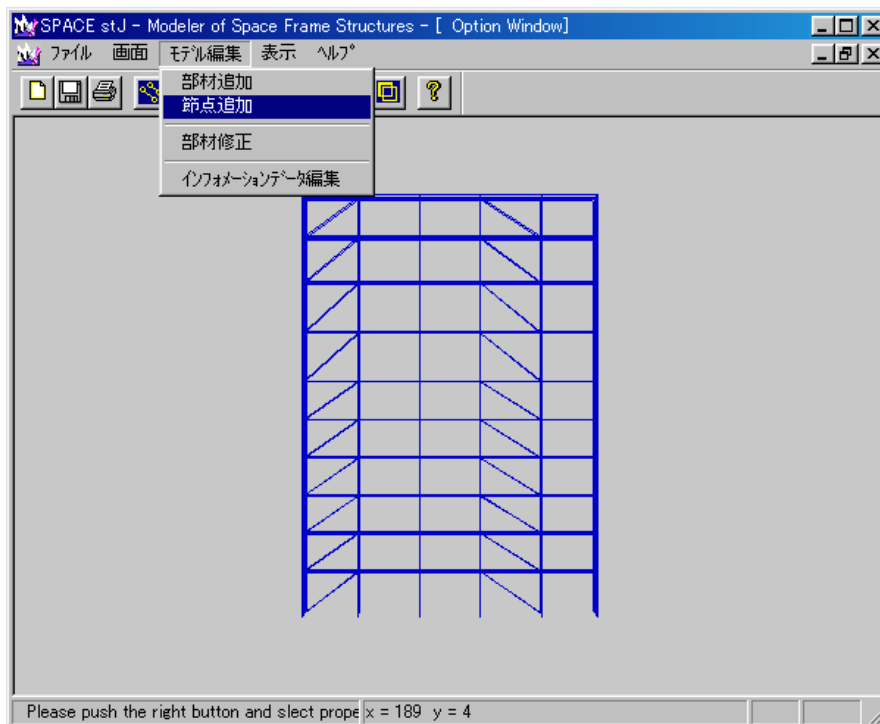 SPACE stJ - Modeler of Space Frame Structures - [ Option Window]
ﾌｧｲﾙ 画面 ﾓﾃﾞﾙ編集 表示 ﾍﾙﾌﾟ
部材追加
節点追加
部材修正
ｲﾝﾌｫﾒｰｼｮﾝﾃﾞｰﾀ編集
Please push the right button and slect prope x = 189 y = 4